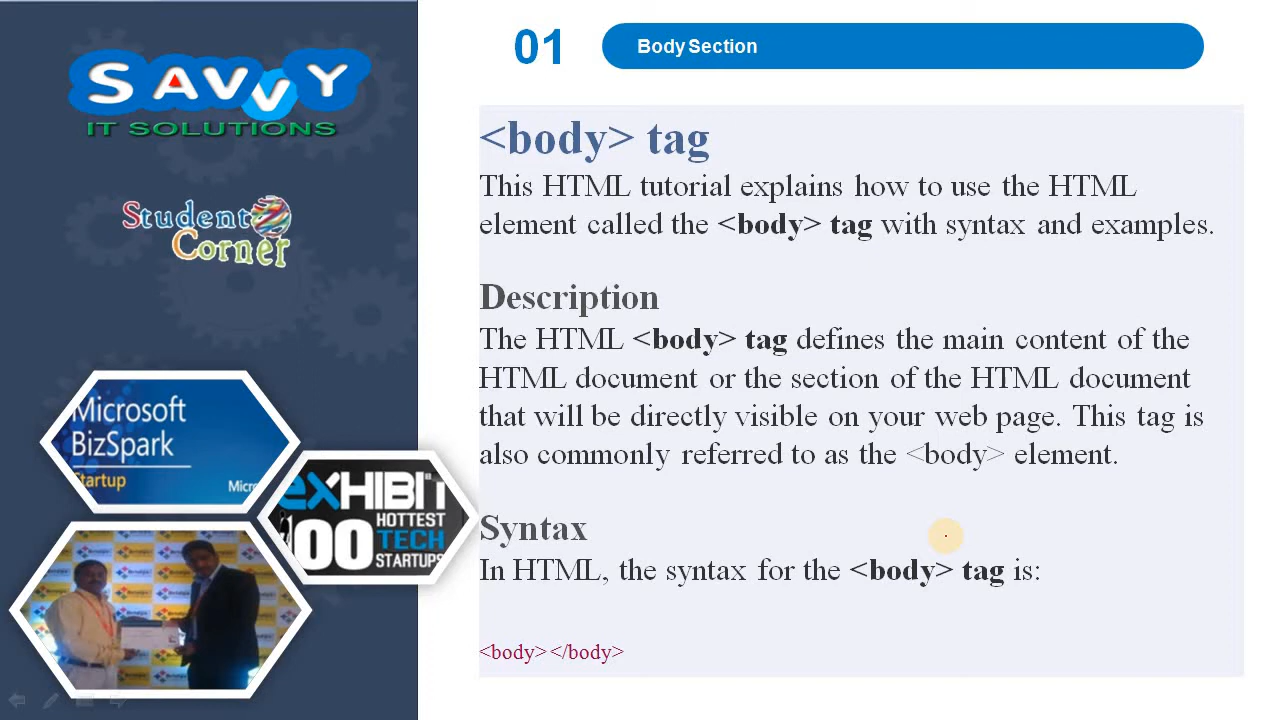 SAVVY
IT SOLUTIONS
Student
Corner
Microsoft
BizSpark
Startup
EXHIBIT
100
HOTTEST
TECH
STARTUPS
01
Body Section
<body> tag
This HTML tutorial explains how to use the HTML
element called the <body> tag with syntax and examples.
Description
The HTML <body> tag defines the main content of the
HTML document or the section of the HTML document
that will be directly visible on your web page. This tag is
also commonly referred to as the <body> element.
Syntax
In HTML, the syntax for the <body> tag is:
<body></body>